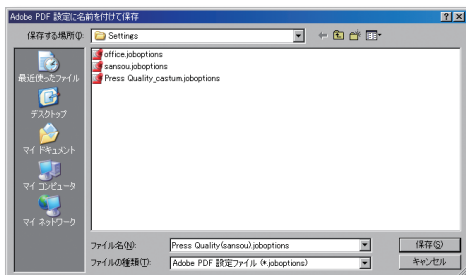 Adobe PDF 設定に名前を付けて保存
保存する場所(I):
Settings
office.joboptions
sansou.joboptions
Press Quality_castum.joboptions
最近使ったファイル
デスクトップ
マイ ドキュメント
マイ コンピュータ
マイ ネットワーク
ファイル名(N):
Press Quality(sansou).joboptions
保存(S)
ファイルの種類(T):
Adobe PDF 設定ファイル (*.joboptions)
キャンセル